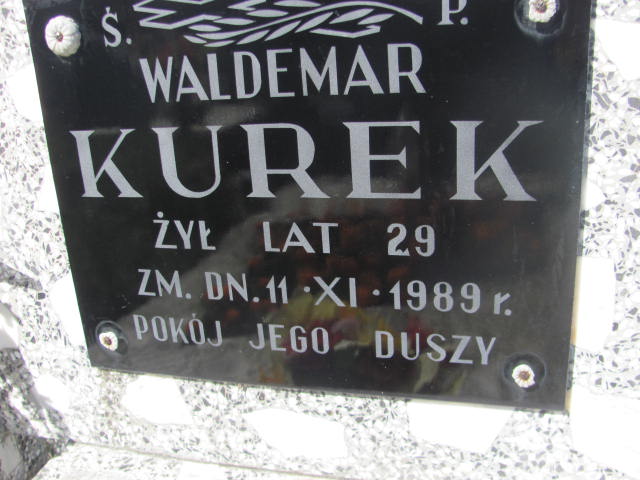 Ś. P.
WALDEMAR
KUREK
ŻYŁ LAT 29
ZM. DN. 11 · XI · 1989 r.
POKÓJ JEGO DUSZY